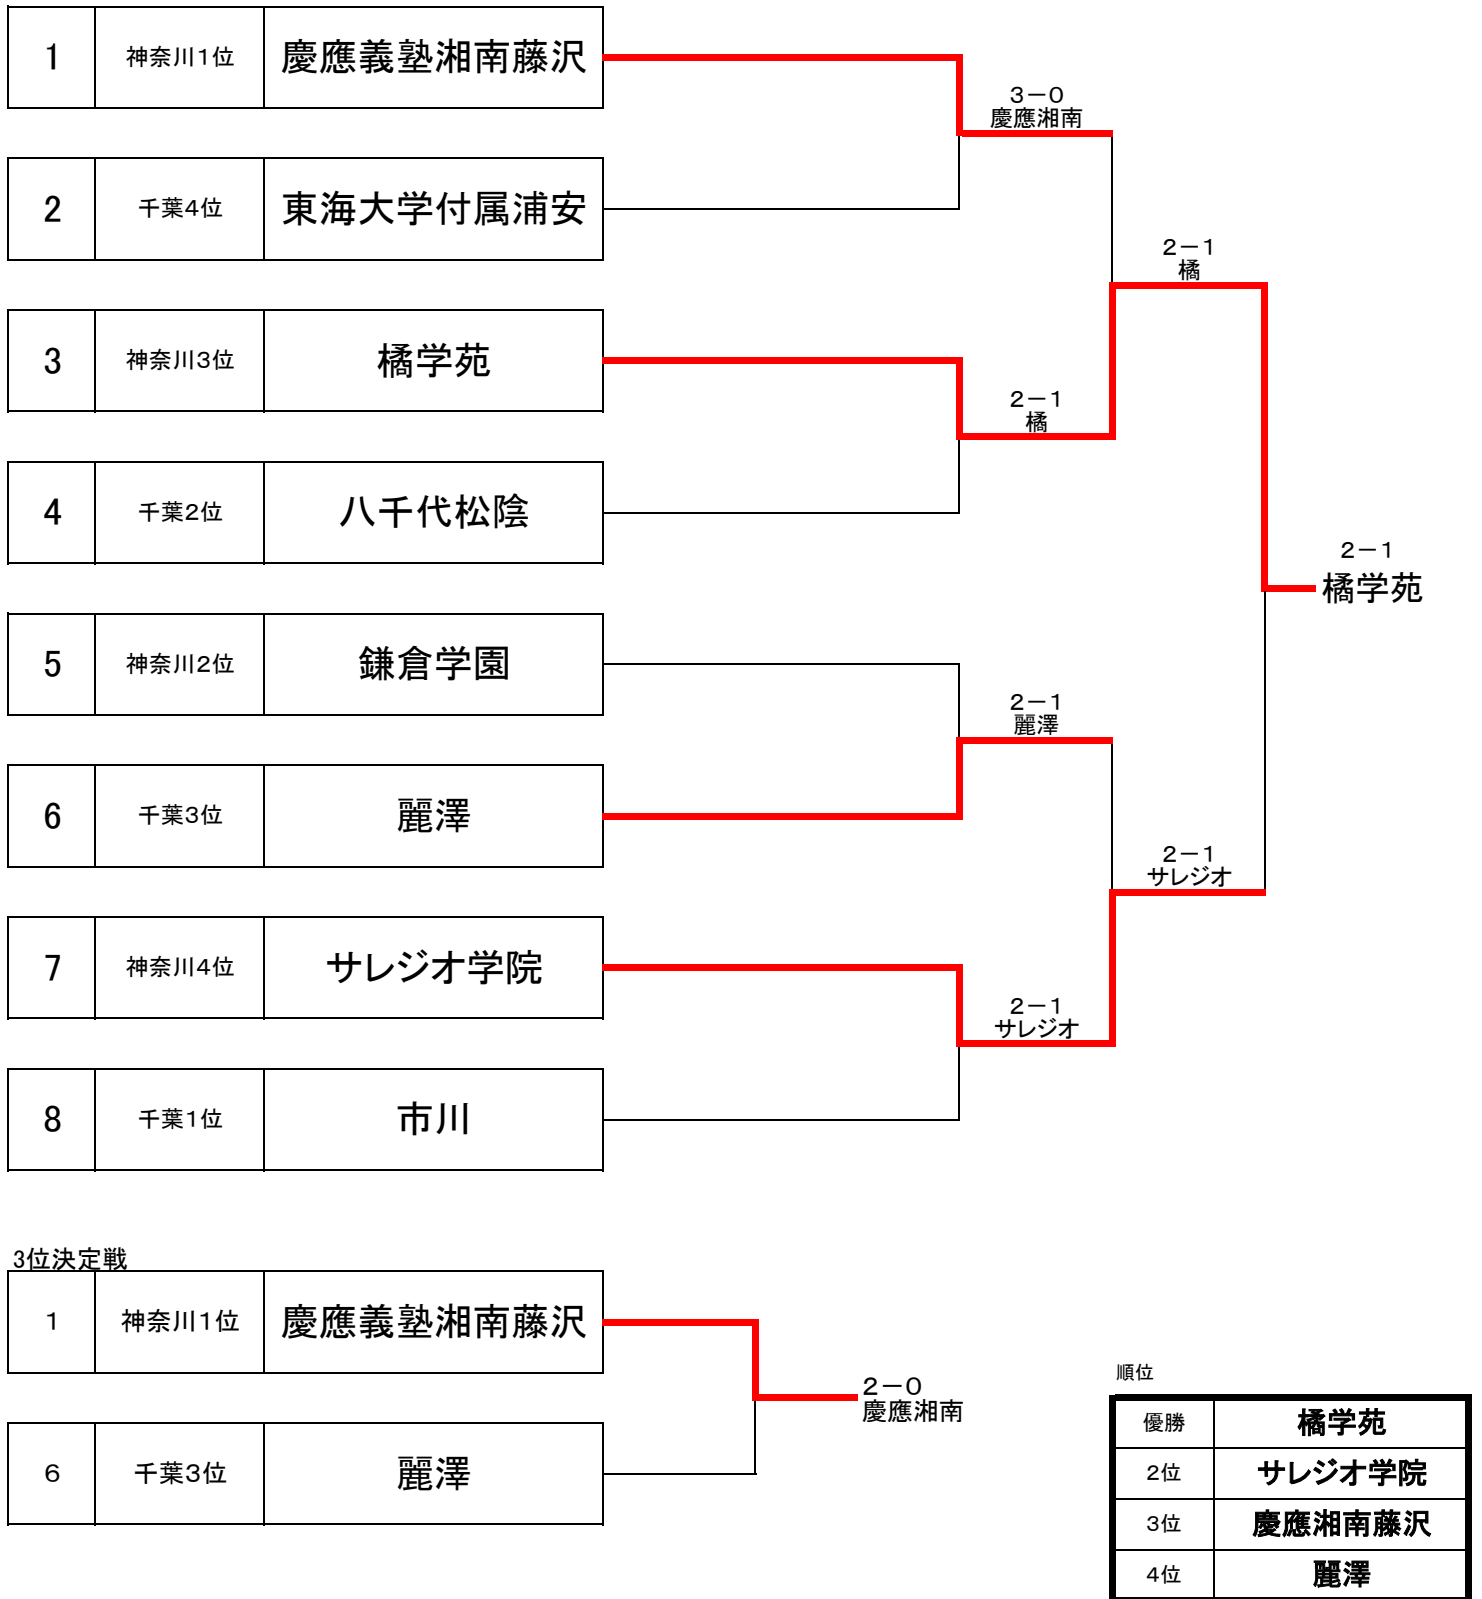 1 神奈川1位 慶應義塾湘南藤沢
3－0
慶應湘南
2 千葉4位 東海大学付属浦安
2－1
橘
3 神奈川3位 橘学苑
2－1
橘
4 千葉2位 八千代松陰
2－1
橘学苑
5 神奈川2位 鎌倉学園
2－1
麗澤
6 千葉3位 麗澤
2－1
サレジオ
7 神奈川4位 サレジオ学院
2－1
サレジオ
8 千葉1位 市川
3位決定戦
1 神奈川1位 慶應義塾湘南藤沢
2－0
慶應湘南
6 千葉3位 麗澤
順位
優勝 橘学苑
2位 サレジオ学院
3位 慶應湘南藤沢
4位 麗澤